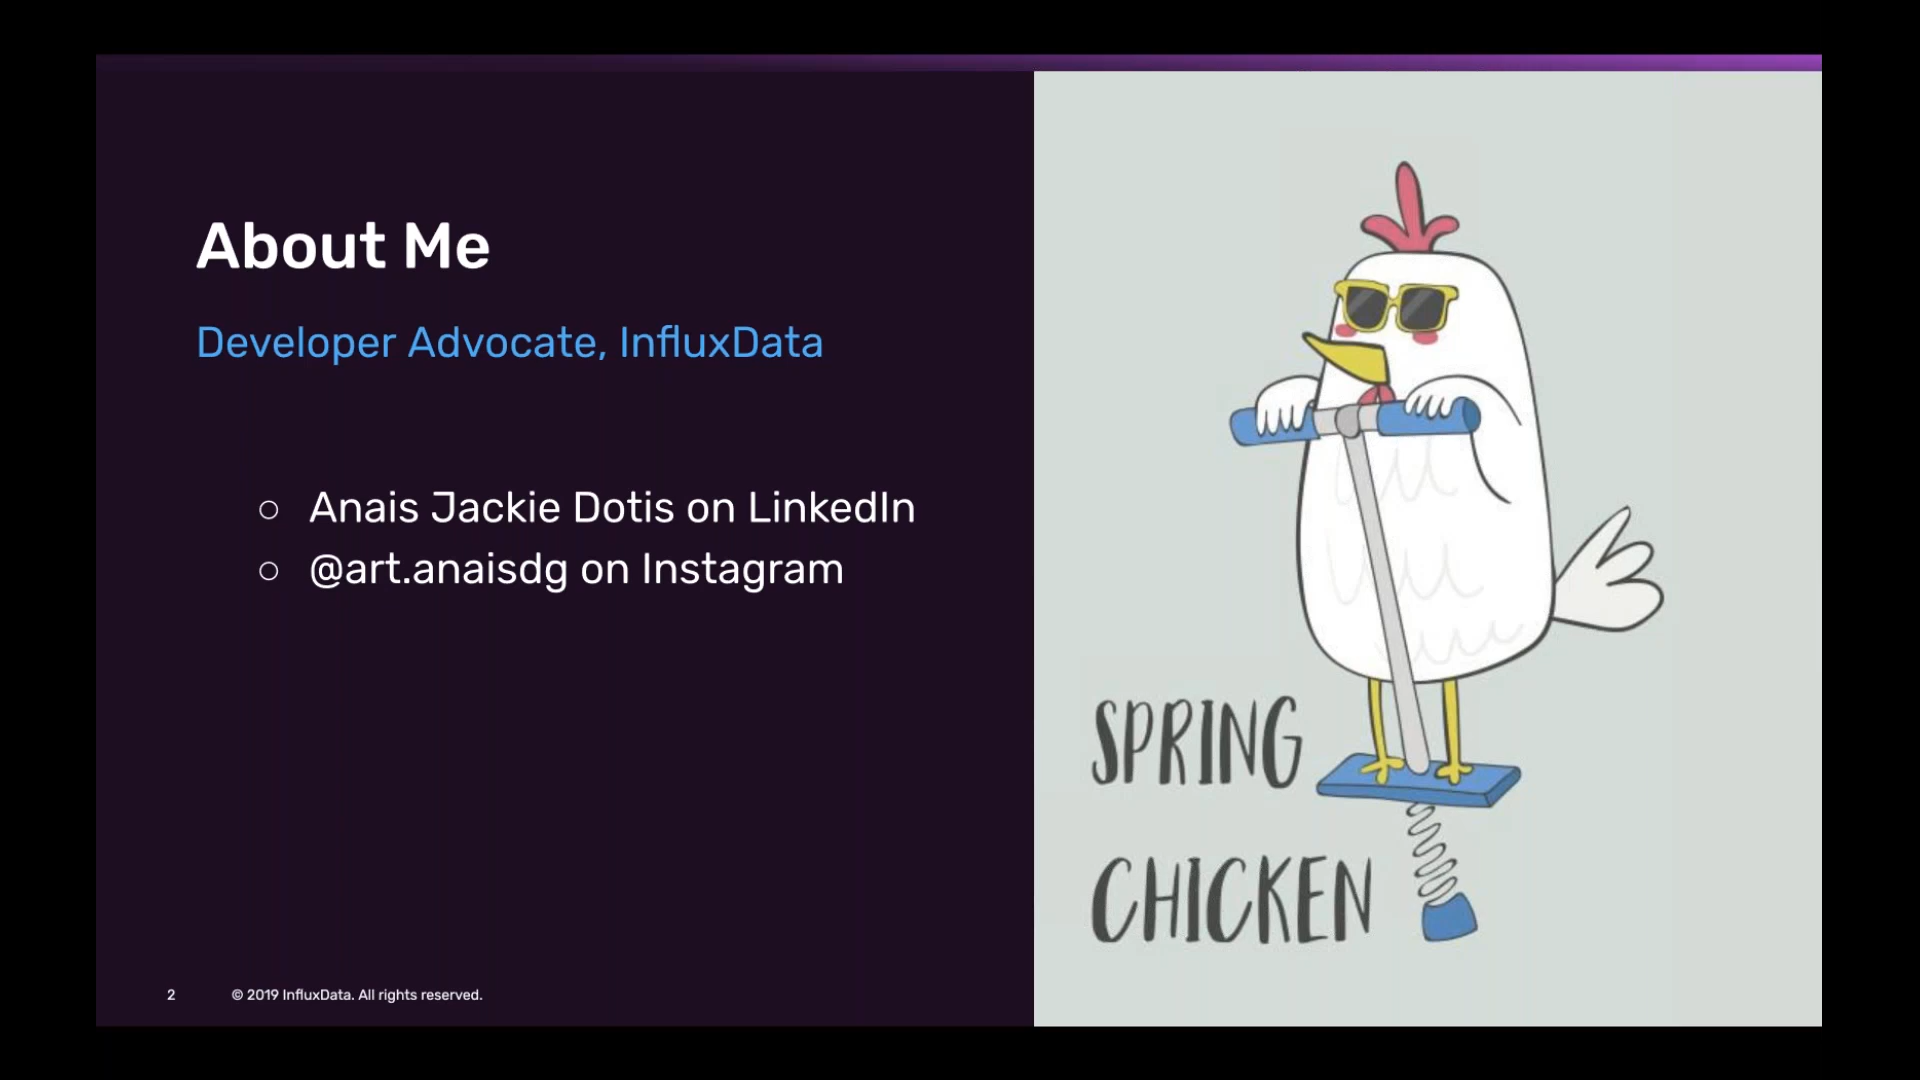 About Me
Developer Advocate, InfluxData
○ Anais Jackie Dotis on LinkedIn
○ @art.anaisdg on Instagram
SPRING
CHICKEN
2 © 2019 InfluxData. All rights reserved.